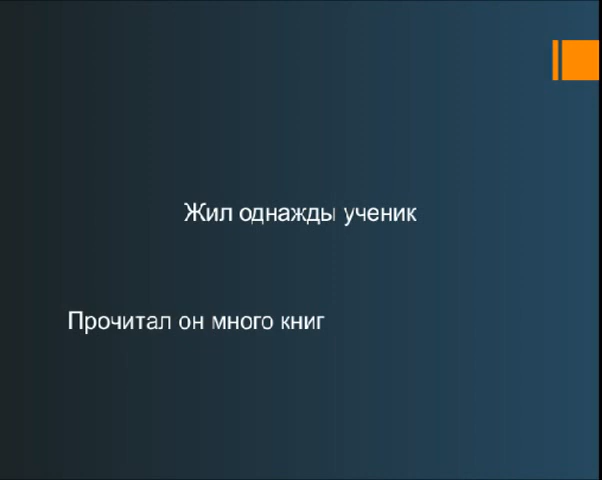 Жил однажды ученик
Прочитал он много книг